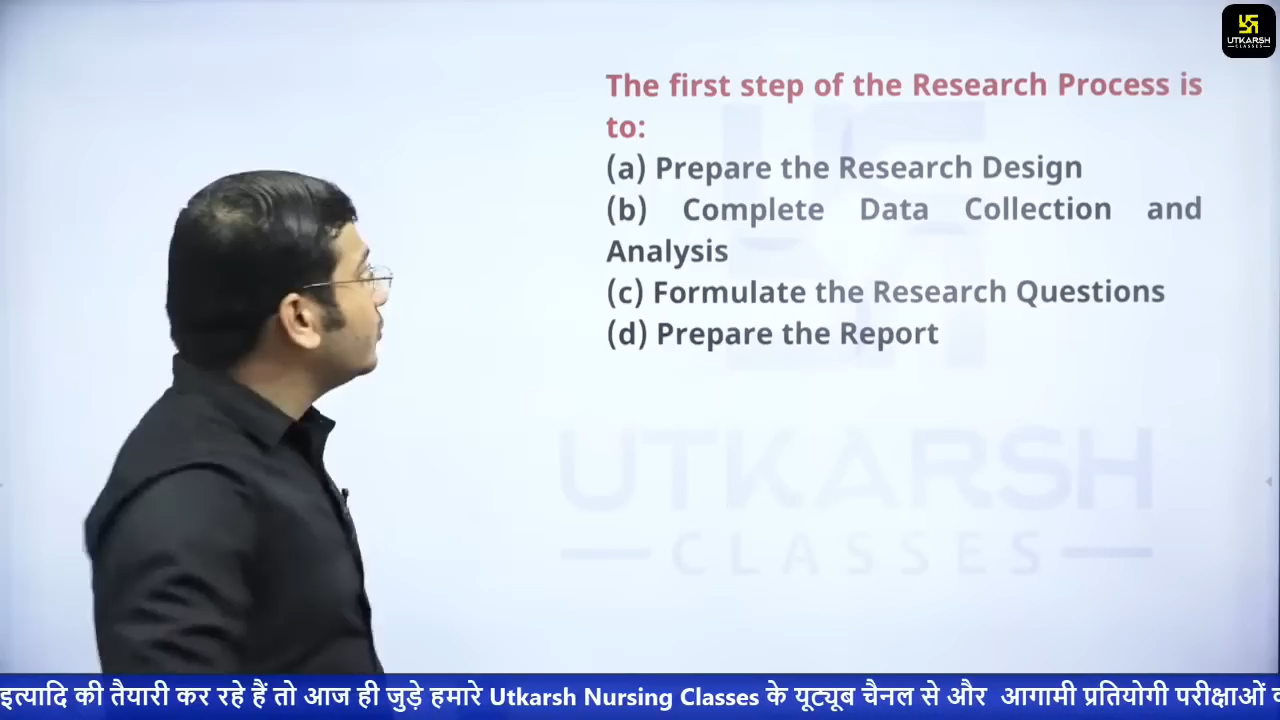 UTKARSH
CLASSES
The first step of the Research Process is
to:
(a) Prepare the Research Design
(b) Complete Data Collection and
Analysis
(c) Formulate the Research Questions
(d) Prepare the Report
UTKARSH
CLASSES
इत्यादि की तैयारी कर रहे हैं तो आज ही जुड़े हमारे Utkarsh Nursing Classes के यूट्यूब चैनल से और आगामी प्रतियोगी परीक्षाओं